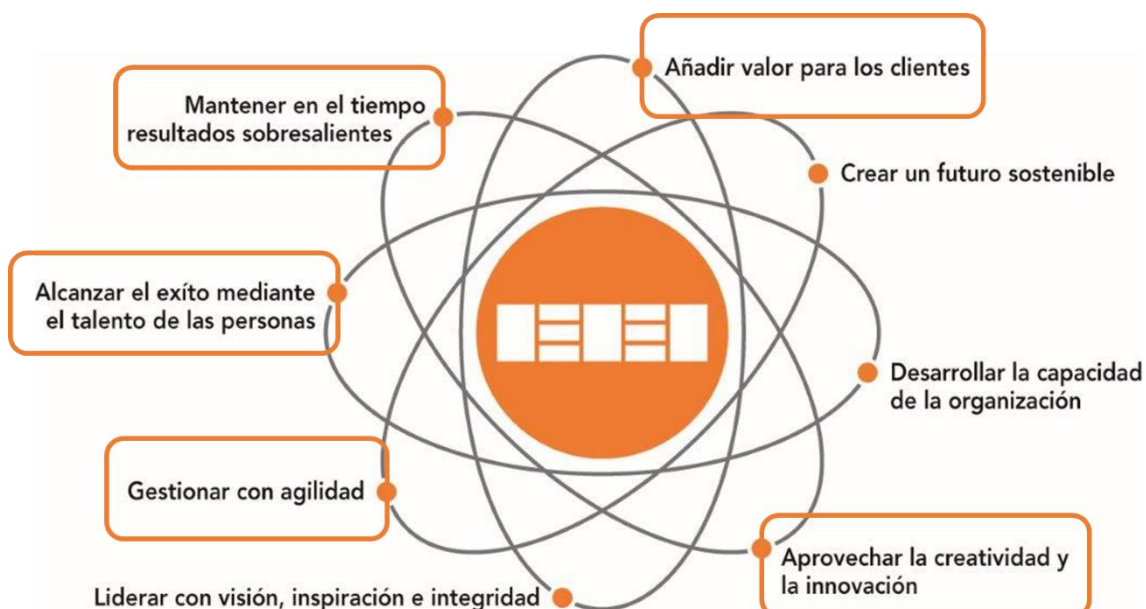 Añadir valor para los clientes
Mantener en el tiempo
resultados sobresalientes
Crear un futuro sostenible
Alcanzar el exíto mediante
el talento de las personas
Desarrollar la capacidad
de la organización
Gestionar con agilidad
Aprovechar la creatividad y
la innovación
Liderar con visión, inspiración e integridad